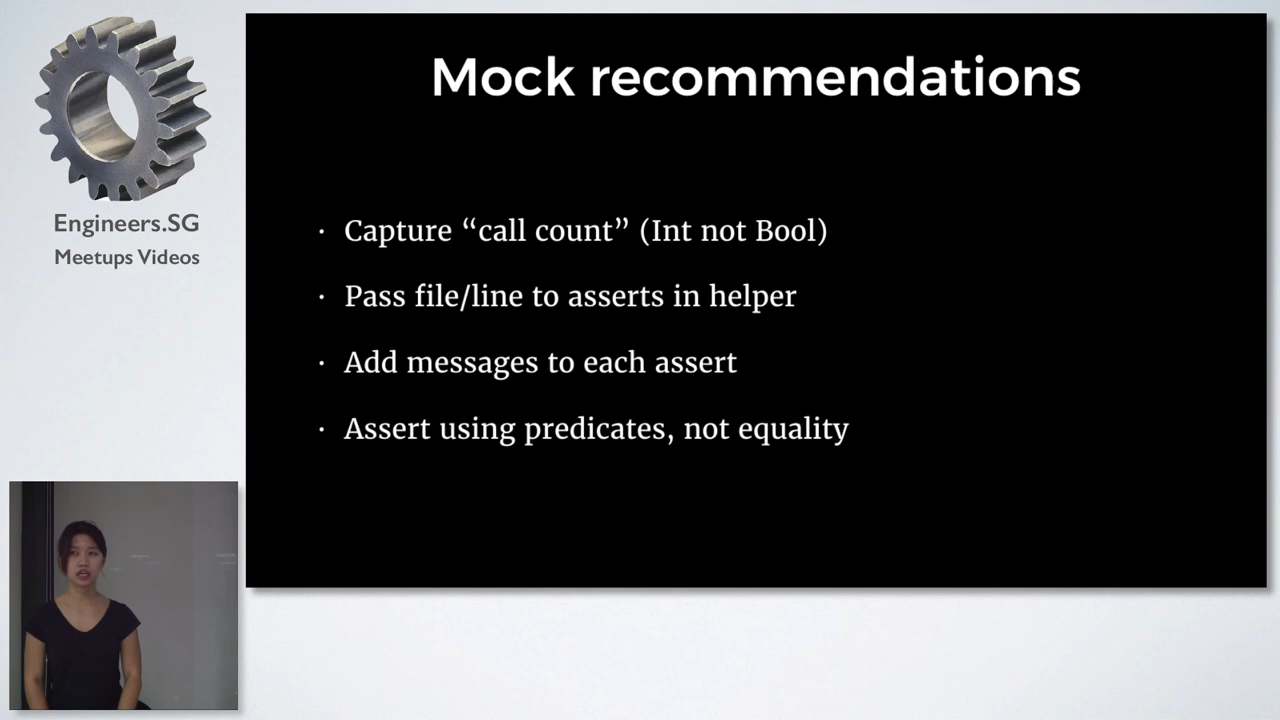 Mock recommendations
· Capture “call count” (Int not Bool)
· Pass file/line to asserts in helper
· Add messages to each assert
· Assert using predicates, not equality
Engineers.SG
Meetups Videos